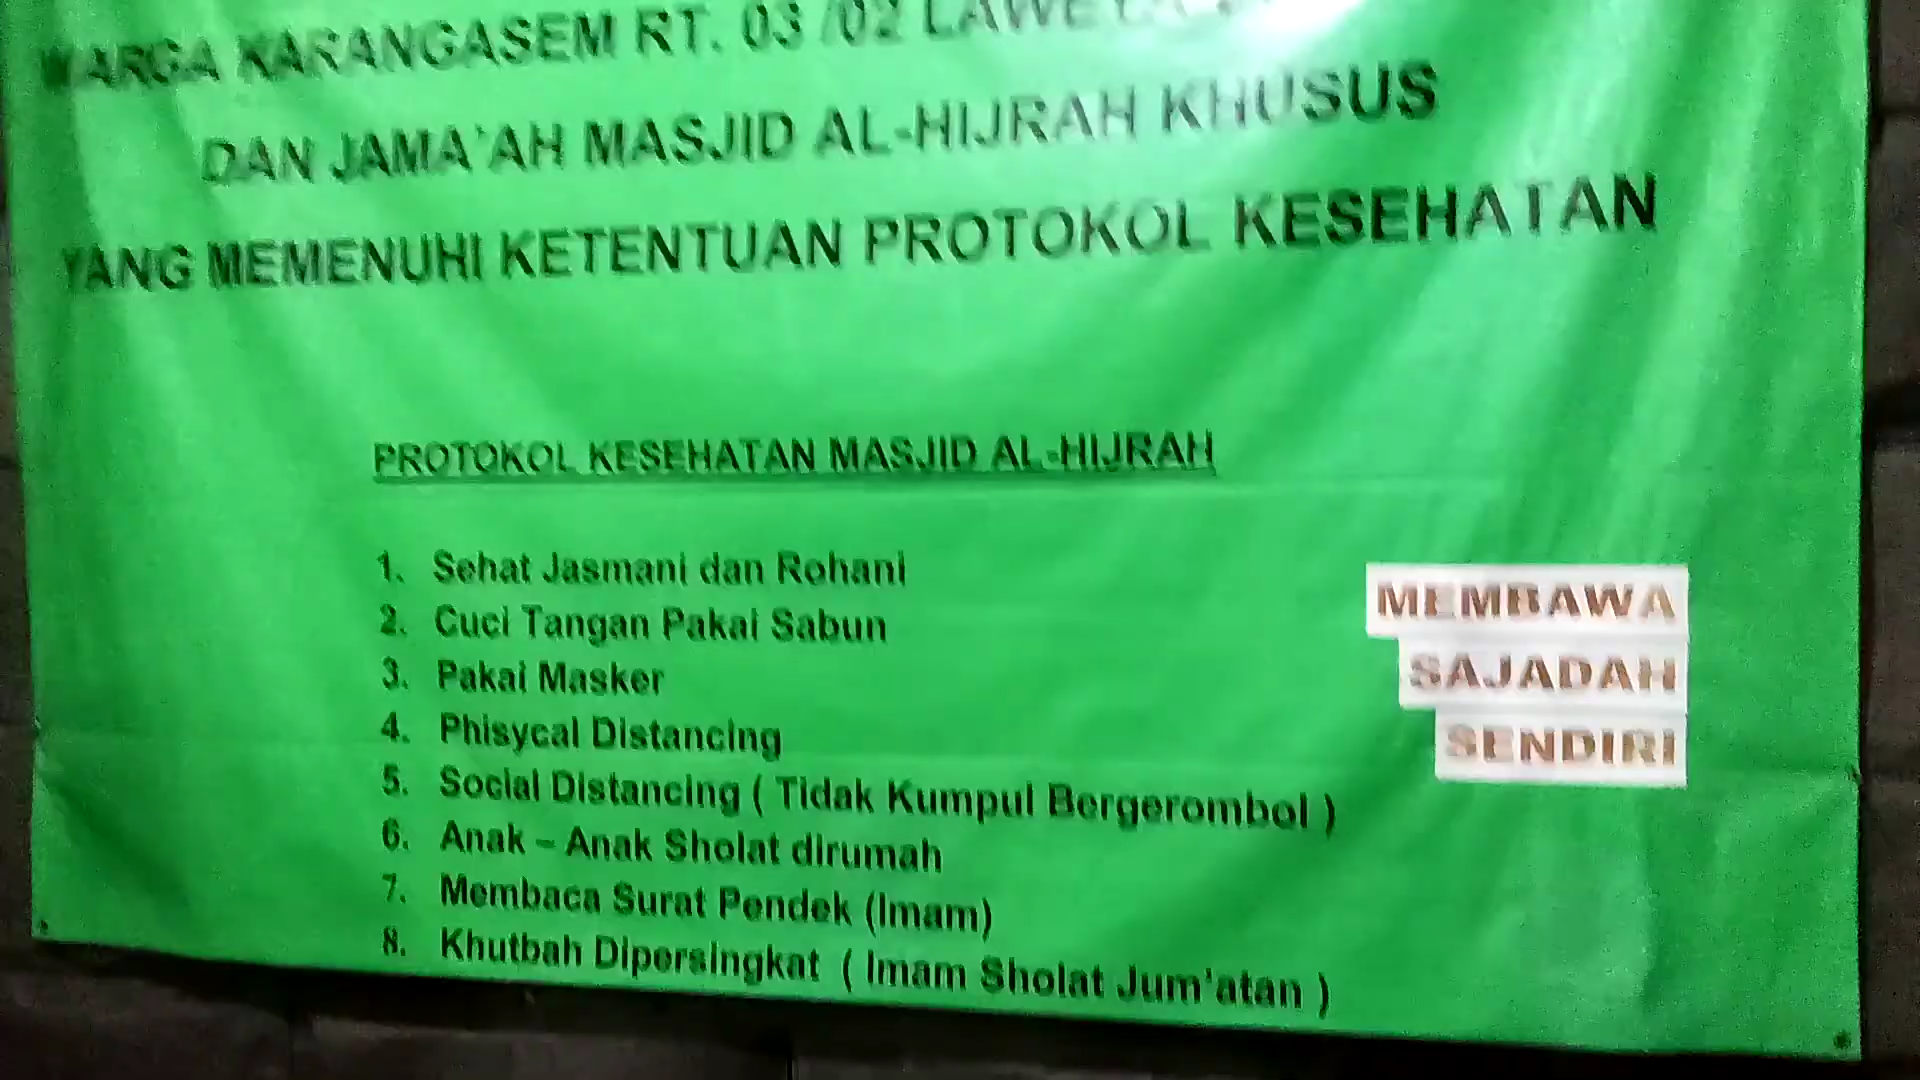 WARGA KARANGASEM RT. 03 /02
DAN JAMA'AH MASJID AL-HIJRAH KHUSUS
YANG MEMENUHI KETENTUAN PROTOKOL KESEHATAN
PROTOKOL KESEHATAN MASJID AL-HIJRAH
1. Sehat Jasmani dan Rohani
2. Cuci Tangan Pakai Sabun
3. Pakai Masker
4. Phisycal Distancing
5. Social Distancing ( Tidak Kumpul Bergerombol )
6. Anak – Anak Sholat dirumah
7. Membaca Surat Pendek (Imam)
8. Khutbah Dipersingkat ( Imam Sholat Jum'atan )
MEMBAWA
SAJADAH
SENDIRI